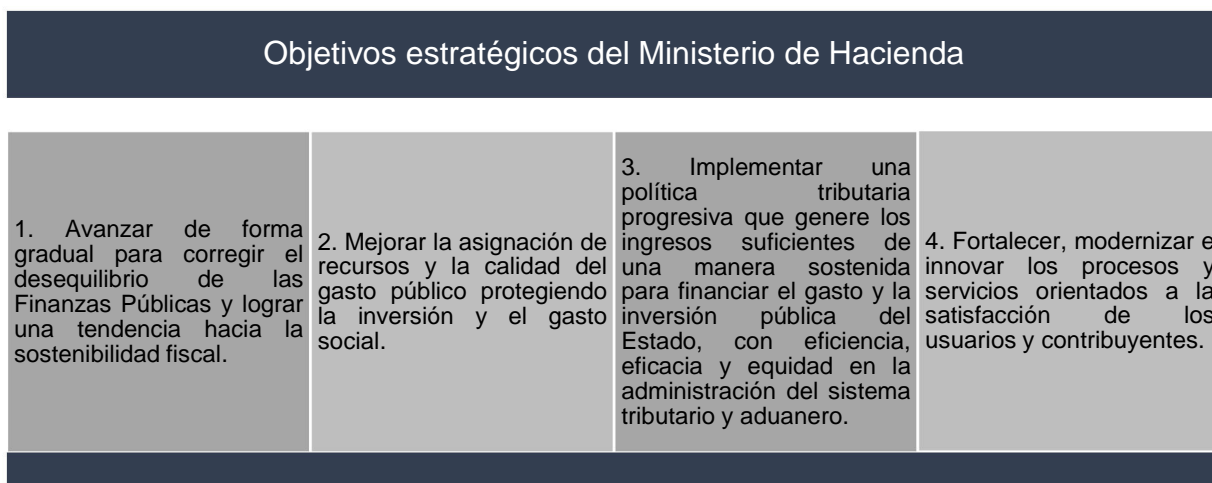 Objetivos estratégicos del Ministerio de Hacienda
1. Avanzar de forma
gradual para corregir el
desequilibrio de las
Finanzas Públicas y lograr
una tendencia hacia la
sostenibilidad fiscal.
2. Mejorar la asignación de
recursos y la calidad del
gasto público protegiendo
la inversión y el gasto
social.
3. Implementar una
política tributaria
progresiva que genere los
ingresos suficientes de
una manera sostenida
para financiar el gasto y la
inversión pública del
Estado, con eficiencia,
eficacia y equidad en la
administración del sistema
tributario y aduanero.
4. Fortalecer, modernizar e
innovar los procesos y
servicios orientados a la
satisfacción de los
usuarios y contribuyentes.